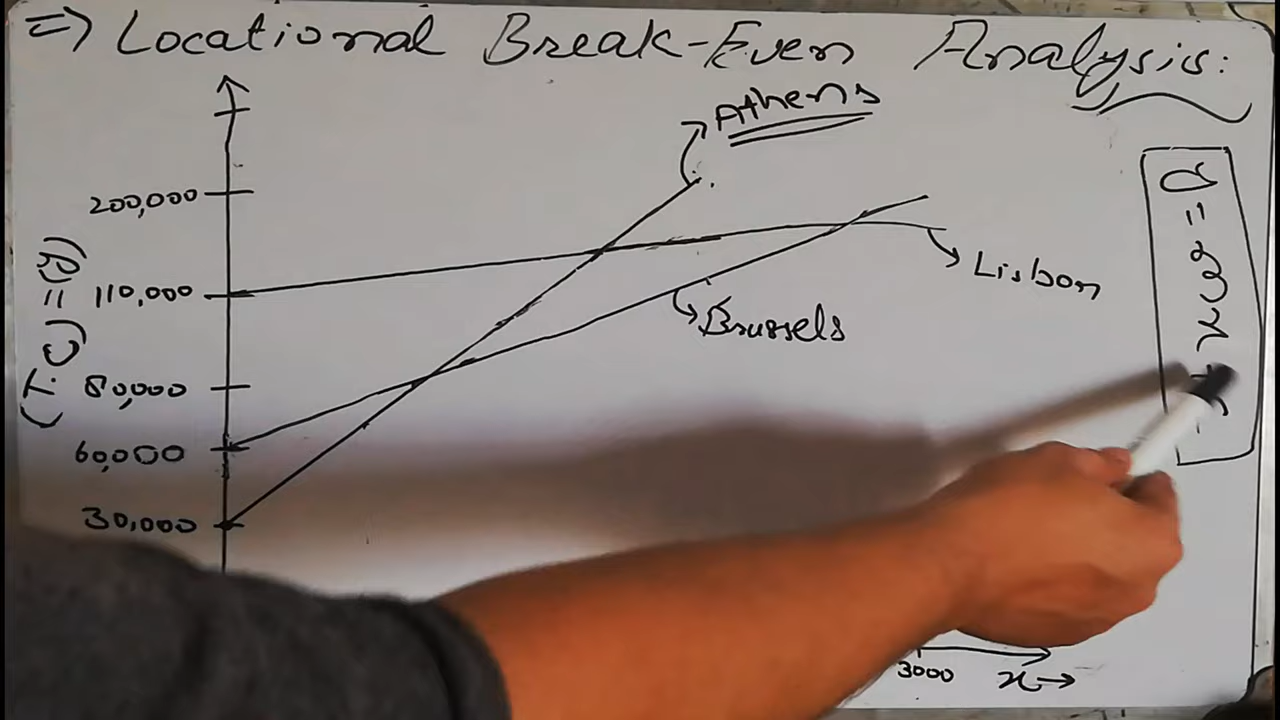 => Locational Break-Even Analysis:
Athens
200,000
110,000
80,000
60,000
30,000
(T.C) = (y)
Lisbon
Brussels
3000
x→